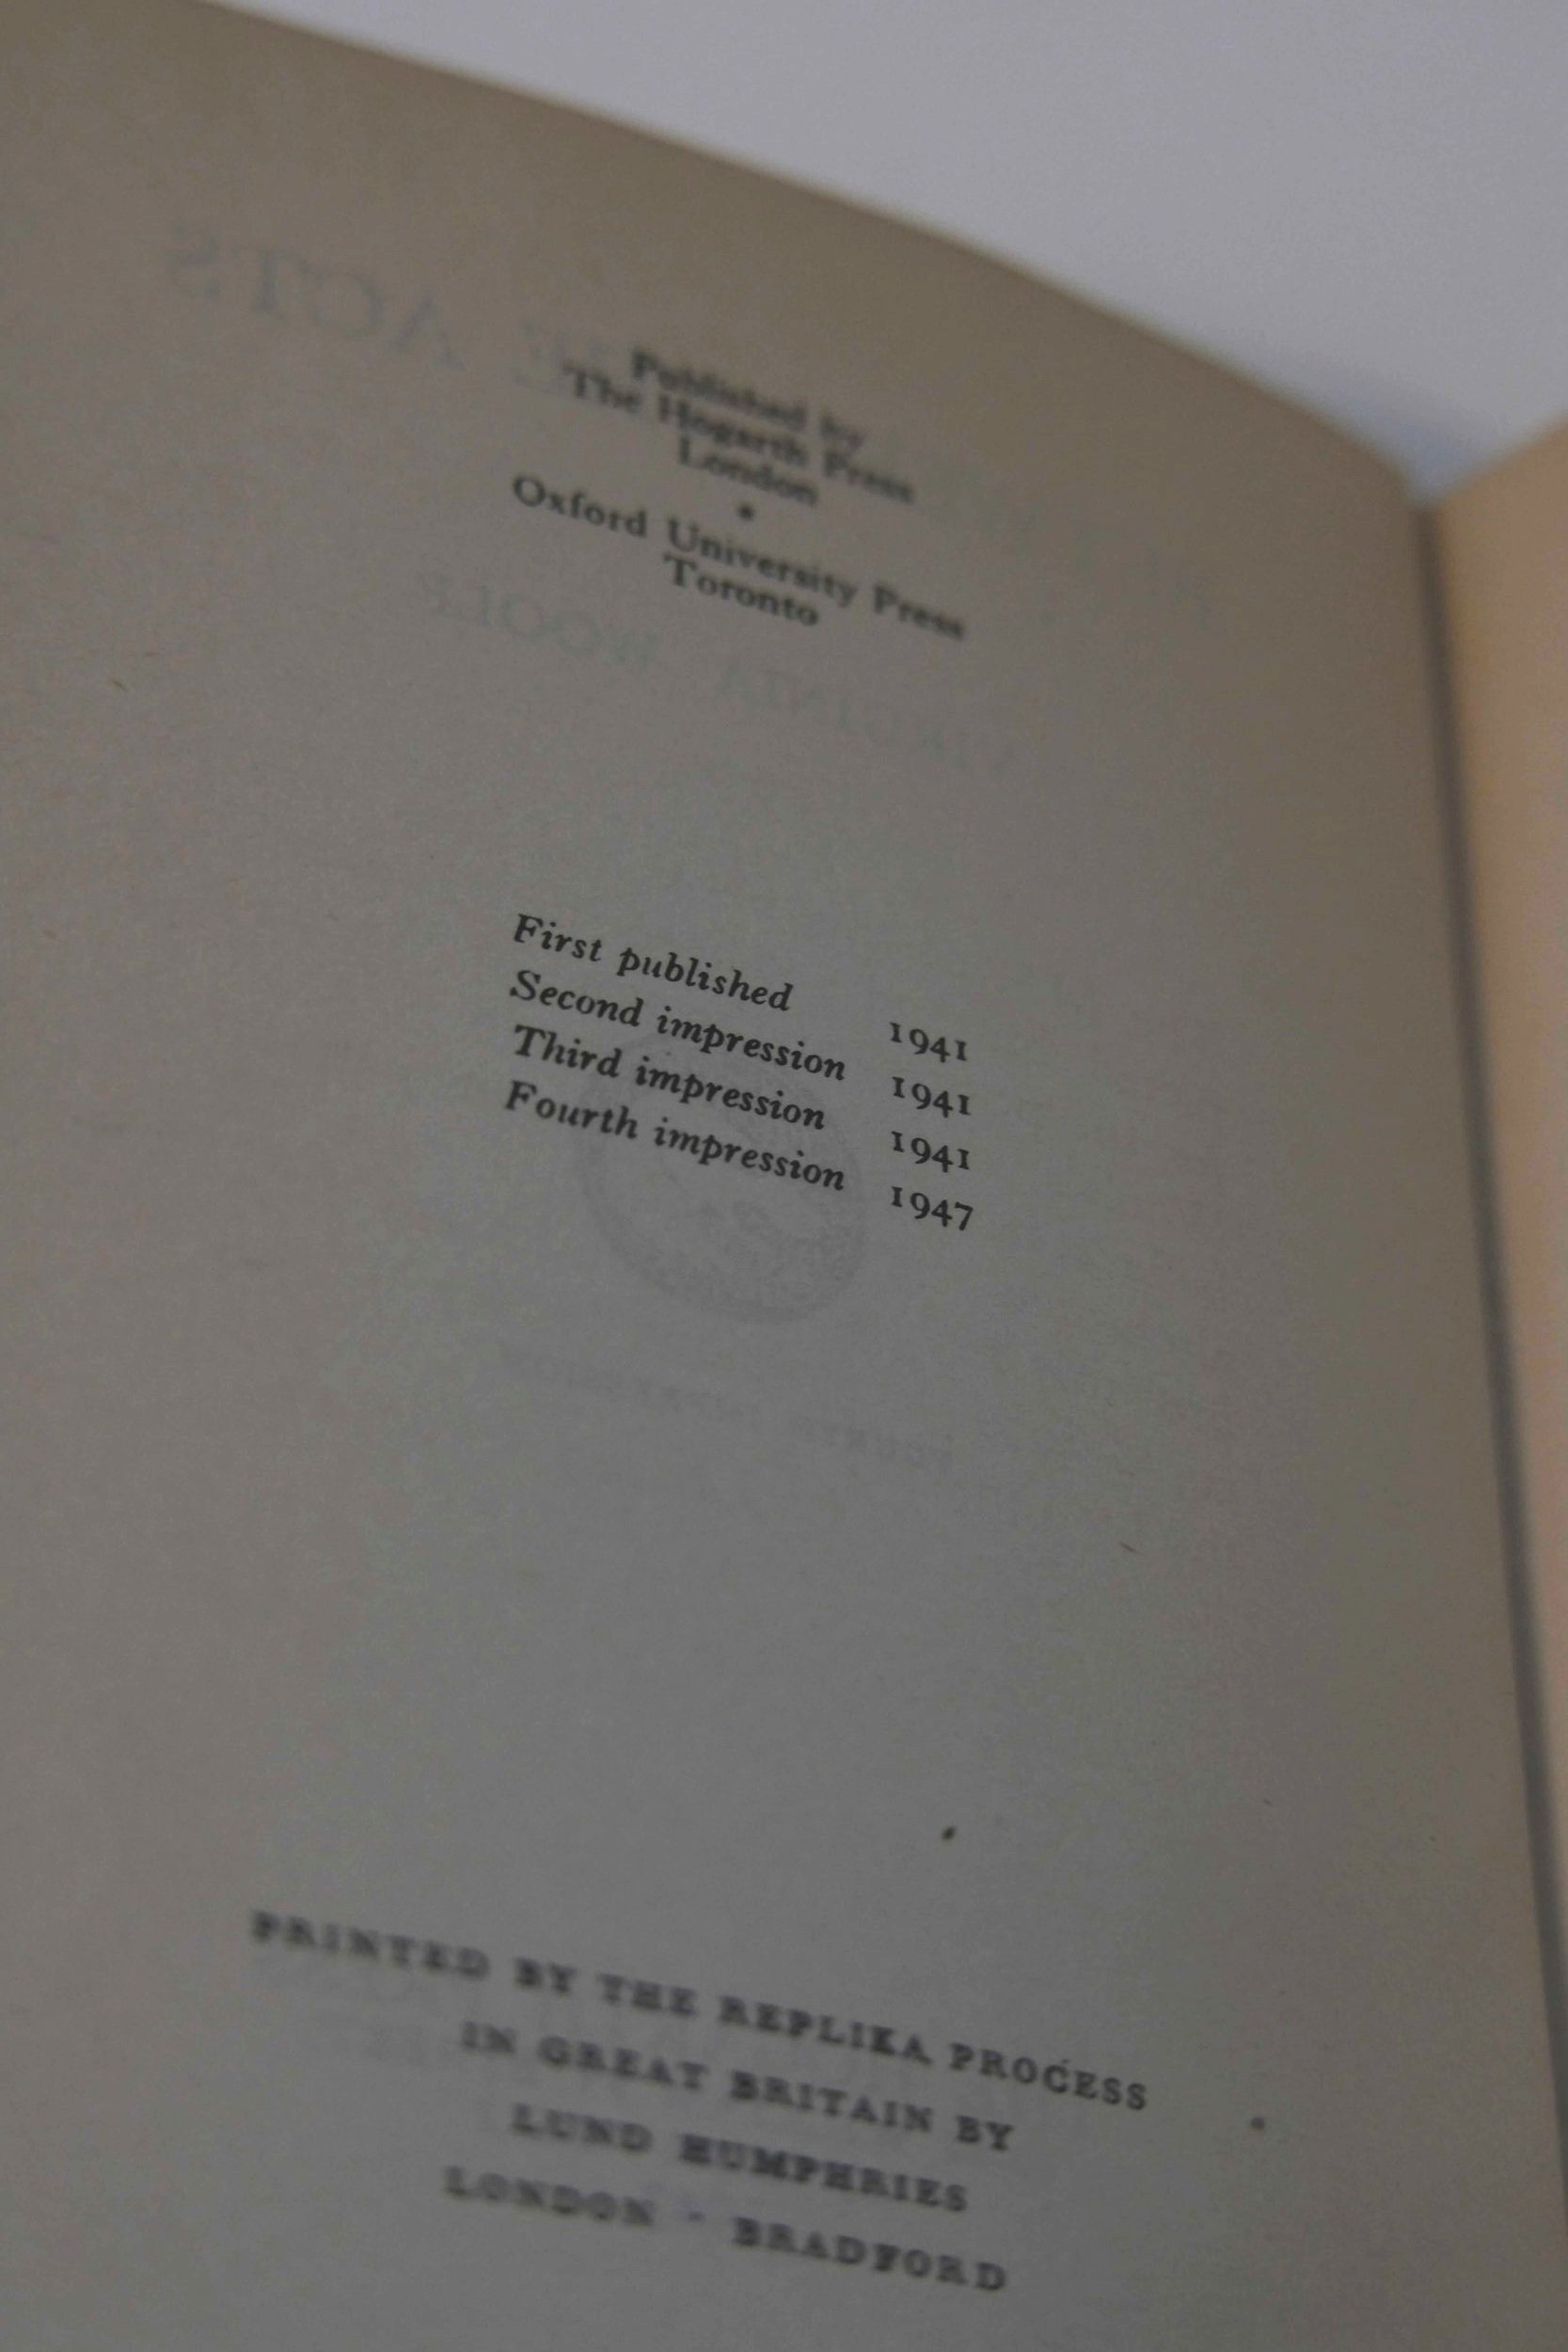 Published by
The Hogarth Press
London
*
Oxford University Press
Toronto
First published 1941
Second impression 1941
Third impression 1941
Fourth impression 1947
PRINTED BY THE REPLIKA PROCESS
IN GREAT BRITAIN BY
LUND HUMPHRIES
LONDON · BRADFORD